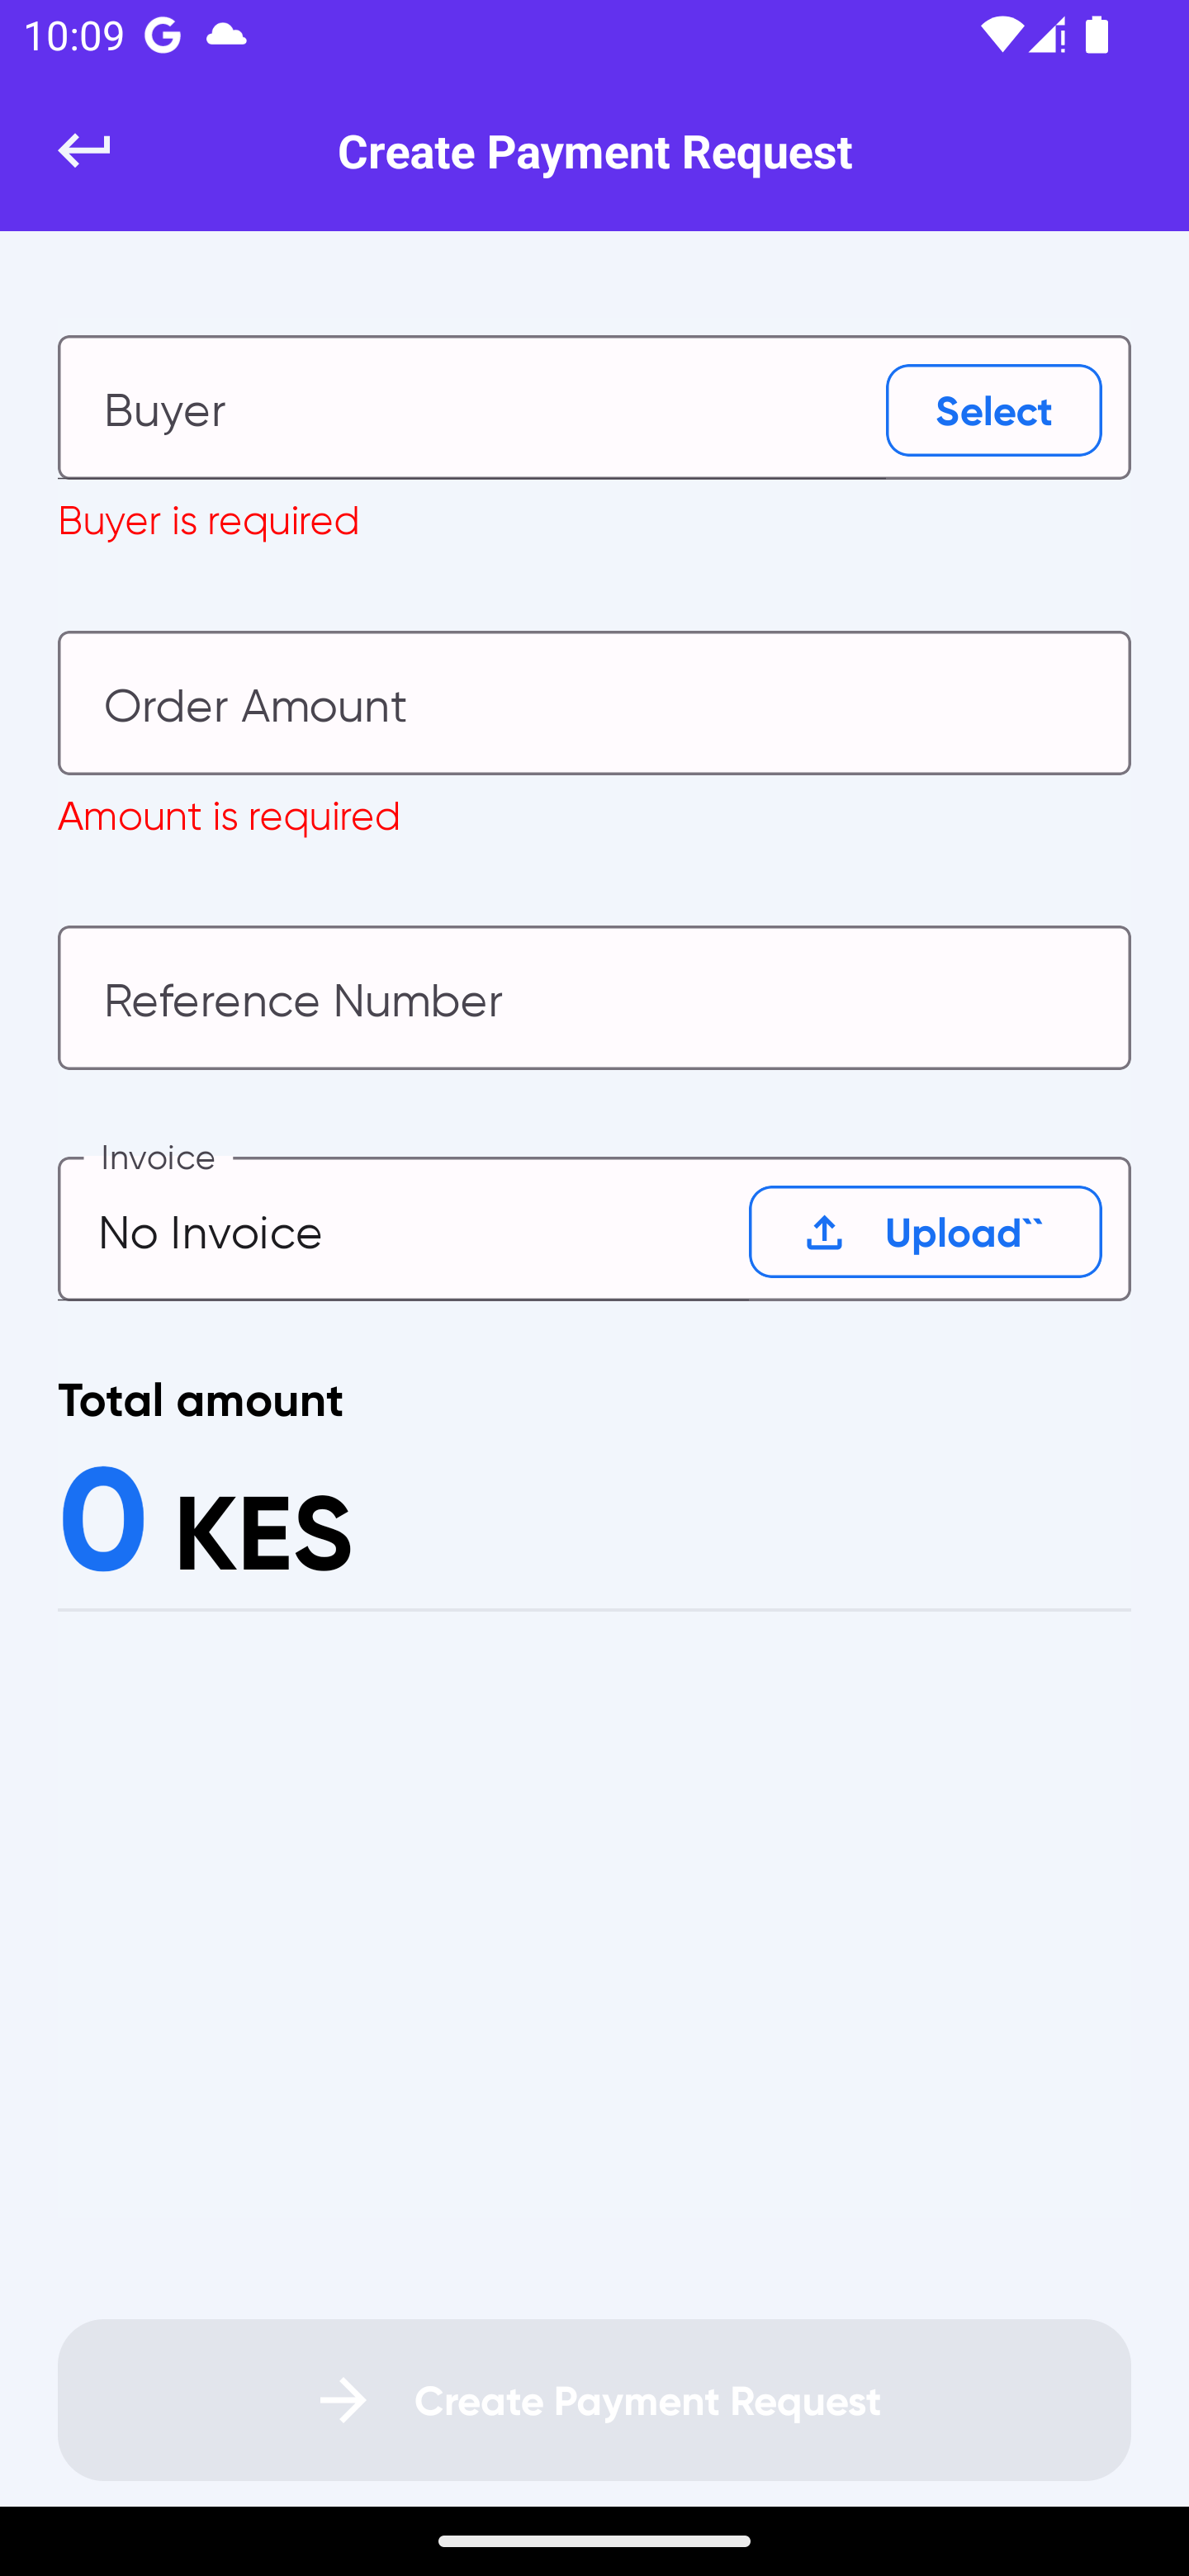 10:09
Create Payment Request
Buyer
Select
Buyer is required
Order Amount
Amount is required
Reference Number
Invoice
No Invoice
Upload``
Total amount
0 KES
Create Payment Request